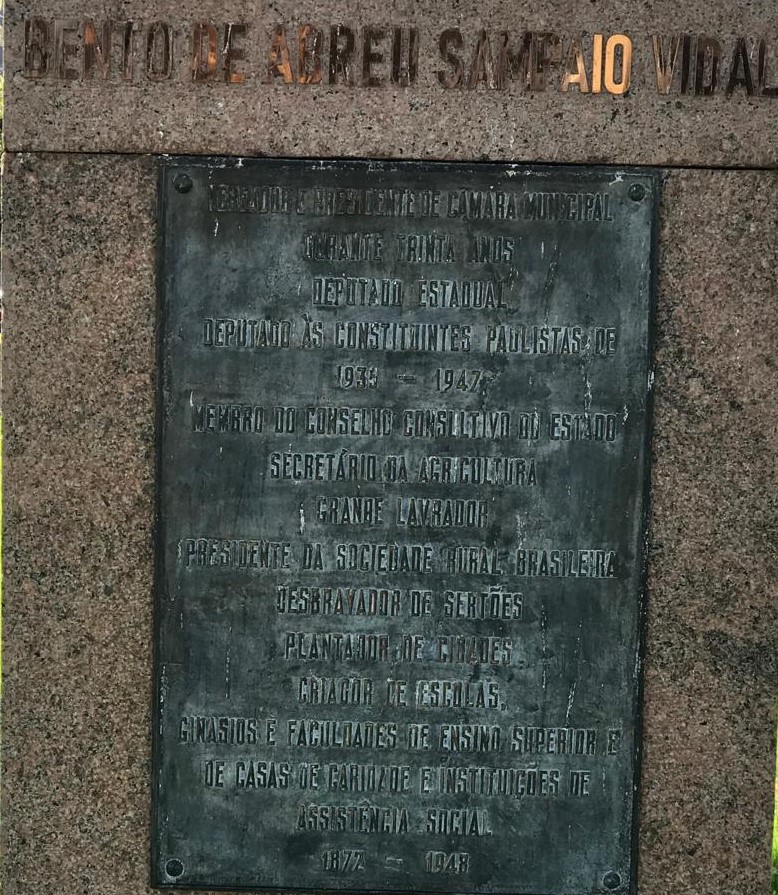 BENTO DE ABREU SAMPAIO VIDAL
VEREADOR E PRESIDENTE DE CÂMARA MUNICIPAL
DURANTE TRINTA ANOS
DEPUTADO ESTADUAL
DEPUTADO ÀS CONSTITUINTES PAULISTAS DE
1935 — 1947
MEMBRO DO CONSELHO CONSULTIVO DO ESTADO
SECRETÁRIO DA AGRICULTURA
GRANDE LAVRADOR
PRESIDENTE DA SOCIEDADE RURAL BRASILEIRA
DESBRAVADOR DE SERTÕES
PLANTADOR DE CIDADES
CRIADOR DE ESCOLAS,
GINASIOS E FACULDADES DE ENSINO SUPERIOR E
DE CASAS DE CARIDADE E INSTITUIÇÕES DE
ASSISTÊNCIA SOCIAL
1872 — 1948